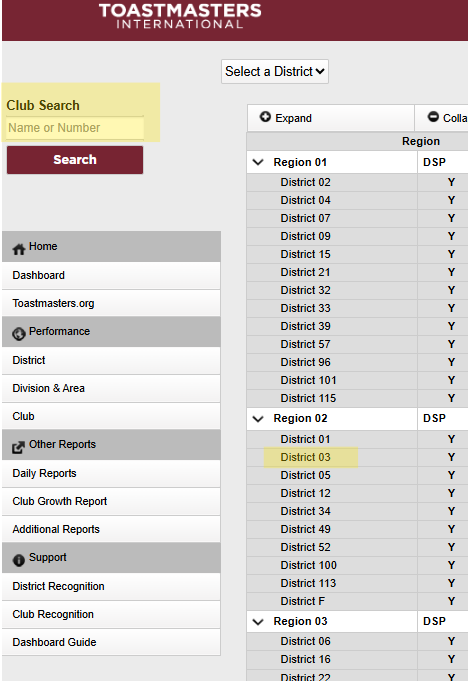 TOASTMASTERS
INTERNATIONAL
Select a District
Club Search
Name or Number
Search
Home
Dashboard
Toastmasters.org
Performance
District
Division & Area
Club
Other Reports
Daily Reports
Club Growth Report
Additional Reports
Support
District Recognition
Club Recognition
Dashboard Guide
Expand Colla
Region
Region 01 DSP
District 02 Y
District 04 Y
District 07 Y
District 09 Y
District 15 Y
District 21 Y
District 32 Y
District 33 Y
District 39 Y
District 57 Y
District 96 Y
District 101 Y
District 115 Y
Region 02 DSP
District 01 Y
District 03 Y
District 05 Y
District 12 Y
District 34 Y
District 49 Y
District 52 Y
District 100 Y
District 113 Y
District F Y
Region 03 DSP
District 06 Y
District 16 Y
District 22 Y